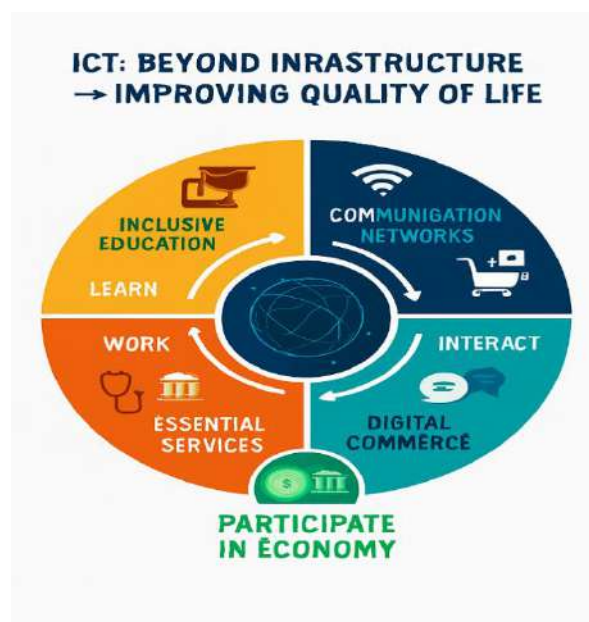 ICT: BEYOND INRASTRUCTURE
→ IMPROVING QUALITY OF LIFE
INCLUSIVE
EDUCATION
LEARN
COMMUNIGATION
NETWORKS
WORK
ESSENTIAL
SERVICES
INTERACT
DIGITAL
COMMERCE
$
PARTICIPATE
IN ECONOMY